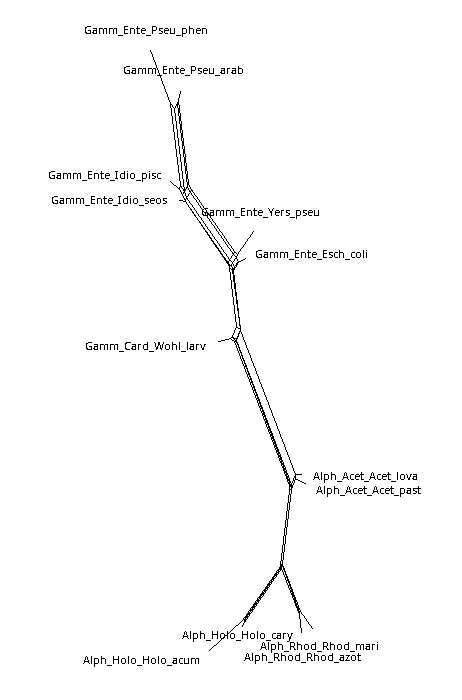 Gamm_Ente_Pseu_phen
Gamm_Ente_Pseu_arab
Gamm_Ente_Idio_pisc
Gamm_Ente_Idio_seos
Gamm_Ente_Yers_pseu
Gamm_Ente_Esch_coli
Gamm_Card_Wohl_larv
Alph_Acet_Acet_lova
Alph_Acet_Acet_past
Alph_Holo_Holo_cary
Alph_Rhod_Rhod_mari
Alph_Rhod_Rhod_azot
Alph_Holo_Holo_acum